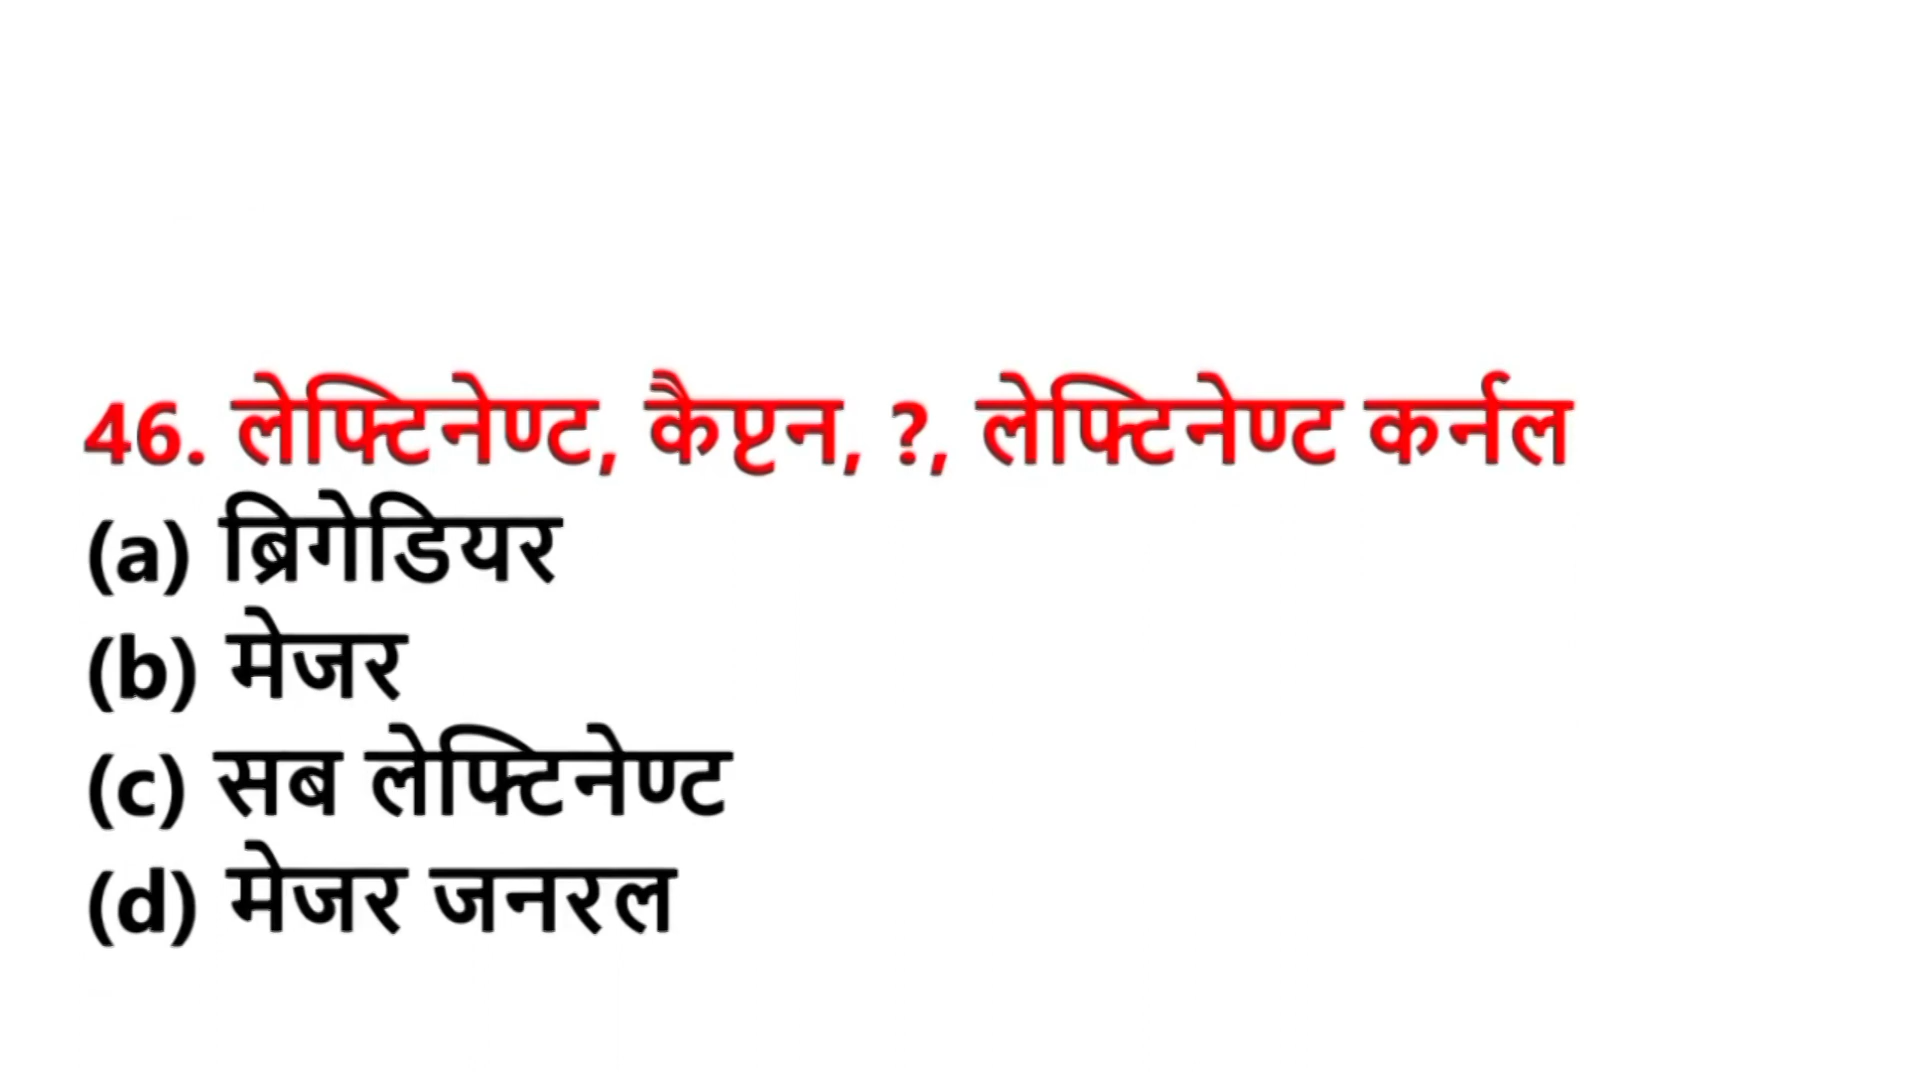 46. लेफ्टिनेण्ट, कैप्टन, ?, लेफ्टिनेण्ट कर्नल
(a) ब्रिगेडियर
(b) मेजर
(c) सब लेफ्टिनेण्ट
(d) मेजर जनरल